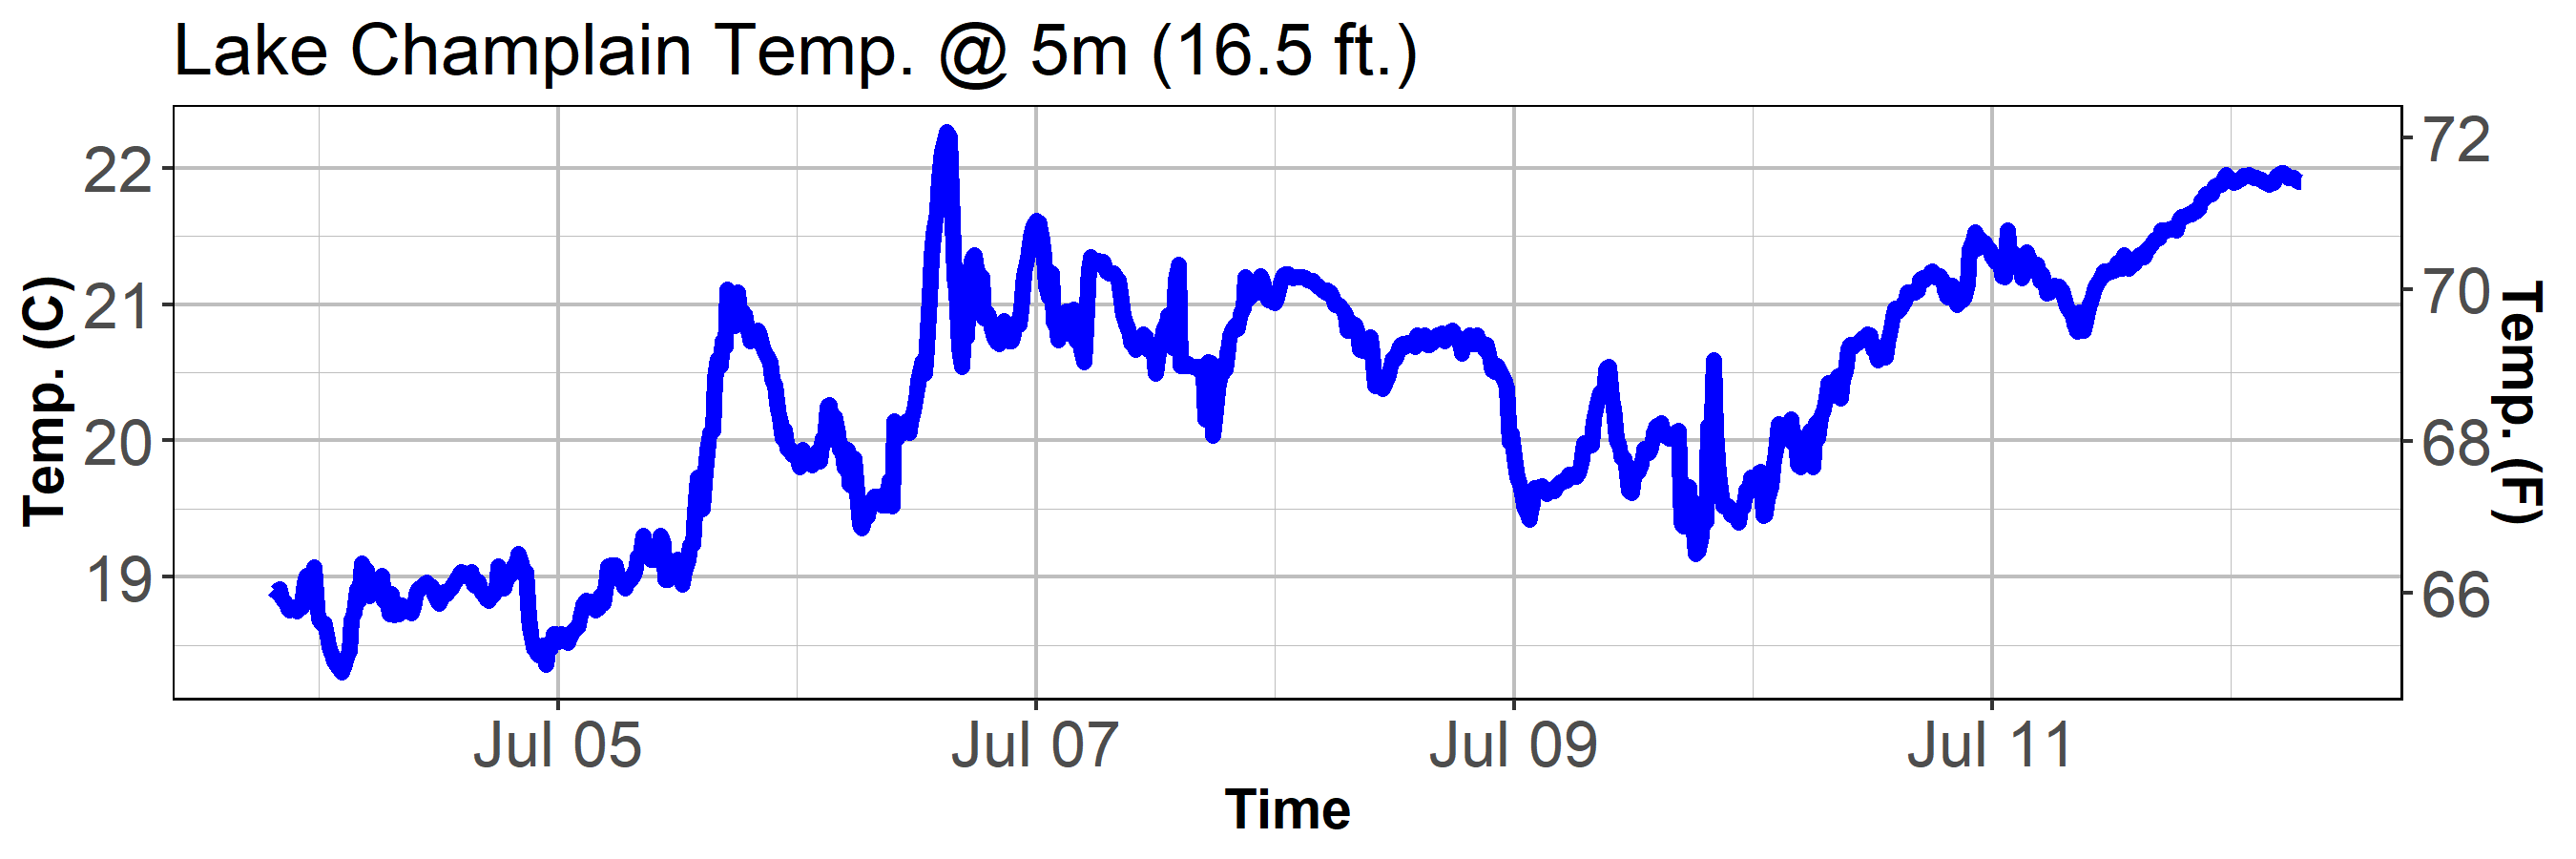 Lake Champlain Temp. @ 5m (16.5 ft.)
Temp. (C)
22
21
20
19
72
70
68
66
Temp. (F)
Jul 05 Jul 07 Jul 09 Jul 11
Time